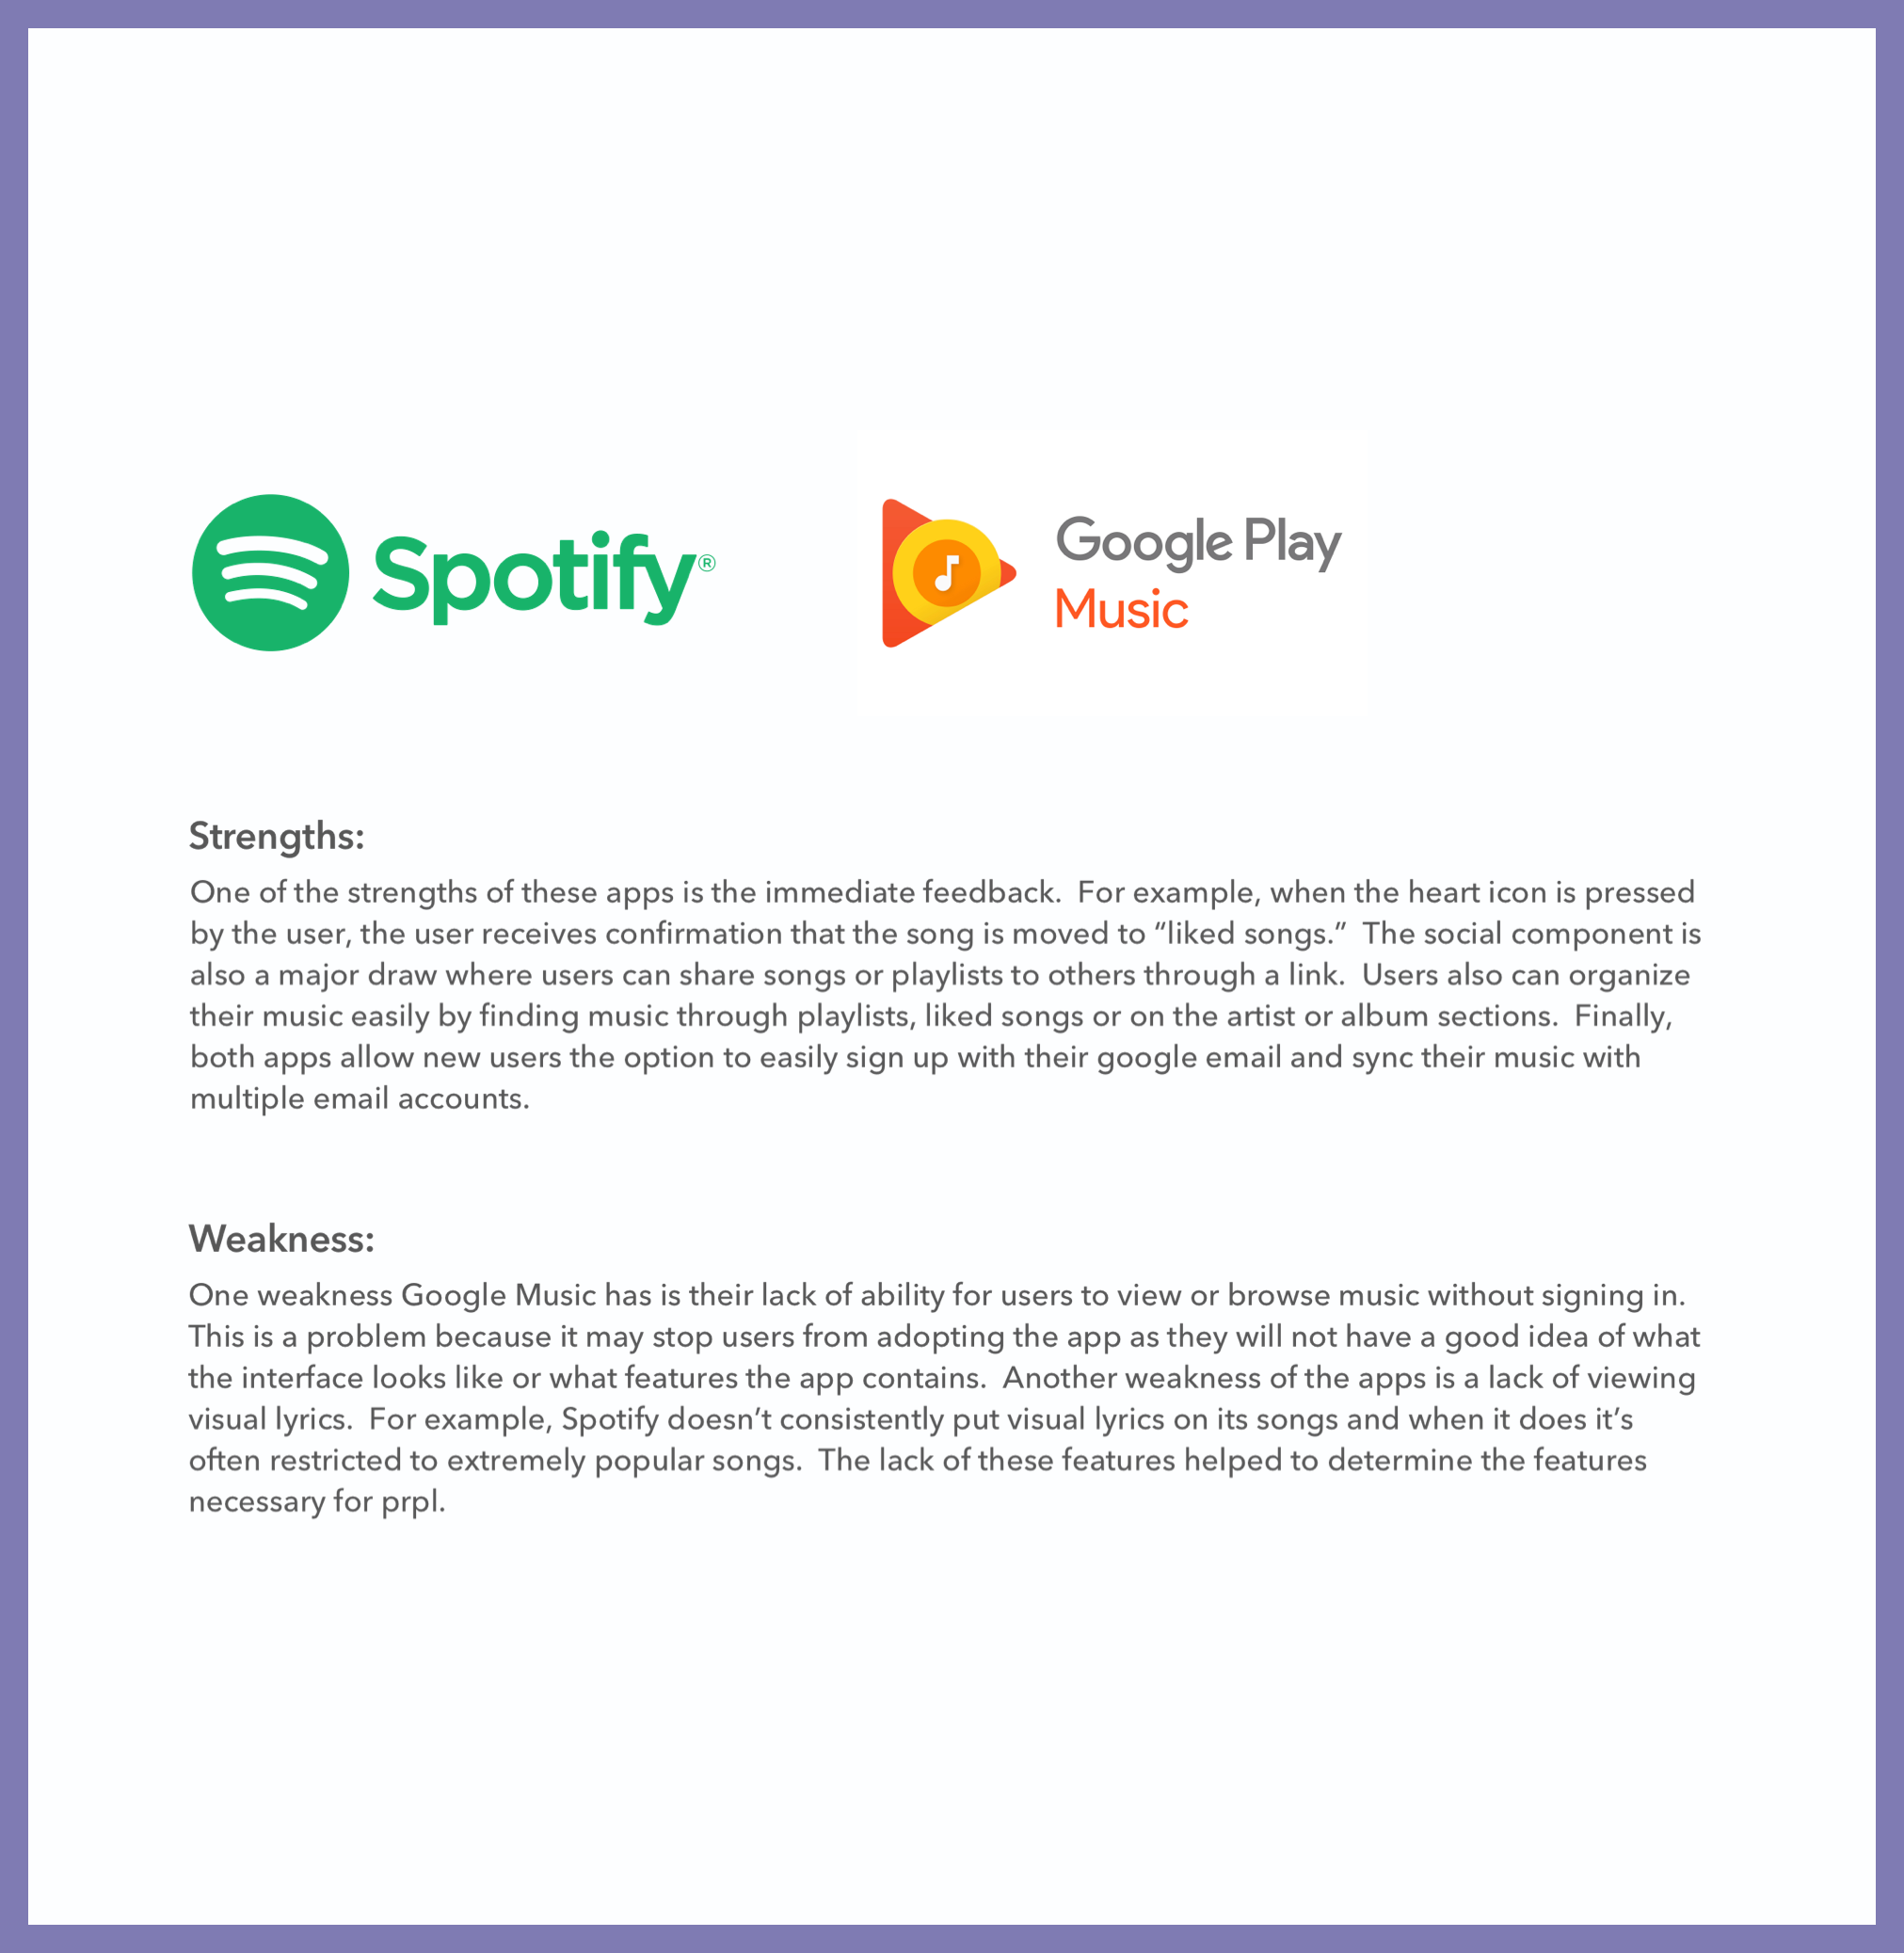 Spotify®
Google Play
Music
Strengths:
One of the strengths of these apps is the immediate feedback.  For example, when the heart icon is pressed
by the user, the user receives confirmation that the song is moved to “liked songs.”  The social component is
also a major draw where users can share songs or playlists to others through a link.  Users also can organize
their music easily by finding music through playlists, liked songs or on the artist or album sections.  Finally,
both apps allow new users the option to easily sign up with their google email and sync their music with
multiple email accounts.
Weakness:
One weakness Google Music has is their lack of ability for users to view or browse music without signing in.
This is a problem because it may stop users from adopting the app as they will not have a good idea of what
the interface looks like or what features the app contains.  Another weakness of the apps is a lack of viewing
visual lyrics.  For example, Spotify doesn’t consistently put visual lyrics on its songs and when it does it’s
often restricted to extremely popular songs.  The lack of these features helped to determine the features
necessary for prpl.